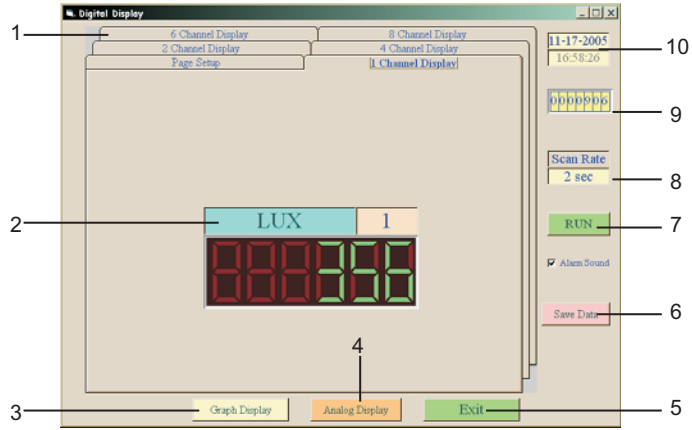 Digital Display
1
6 Channel Display
8 Channel Display
2 Channel Display
4 Channel Display
Page Setup
1 Channel Display
11-17-2005
10
16:58:26
0000906
9
Scan Rate
2 sec
8
2
LUX
1
RUN
7
356
Alarm Sound
Save Data
6
4
3
Graph Display
Analog Display
Exit
5